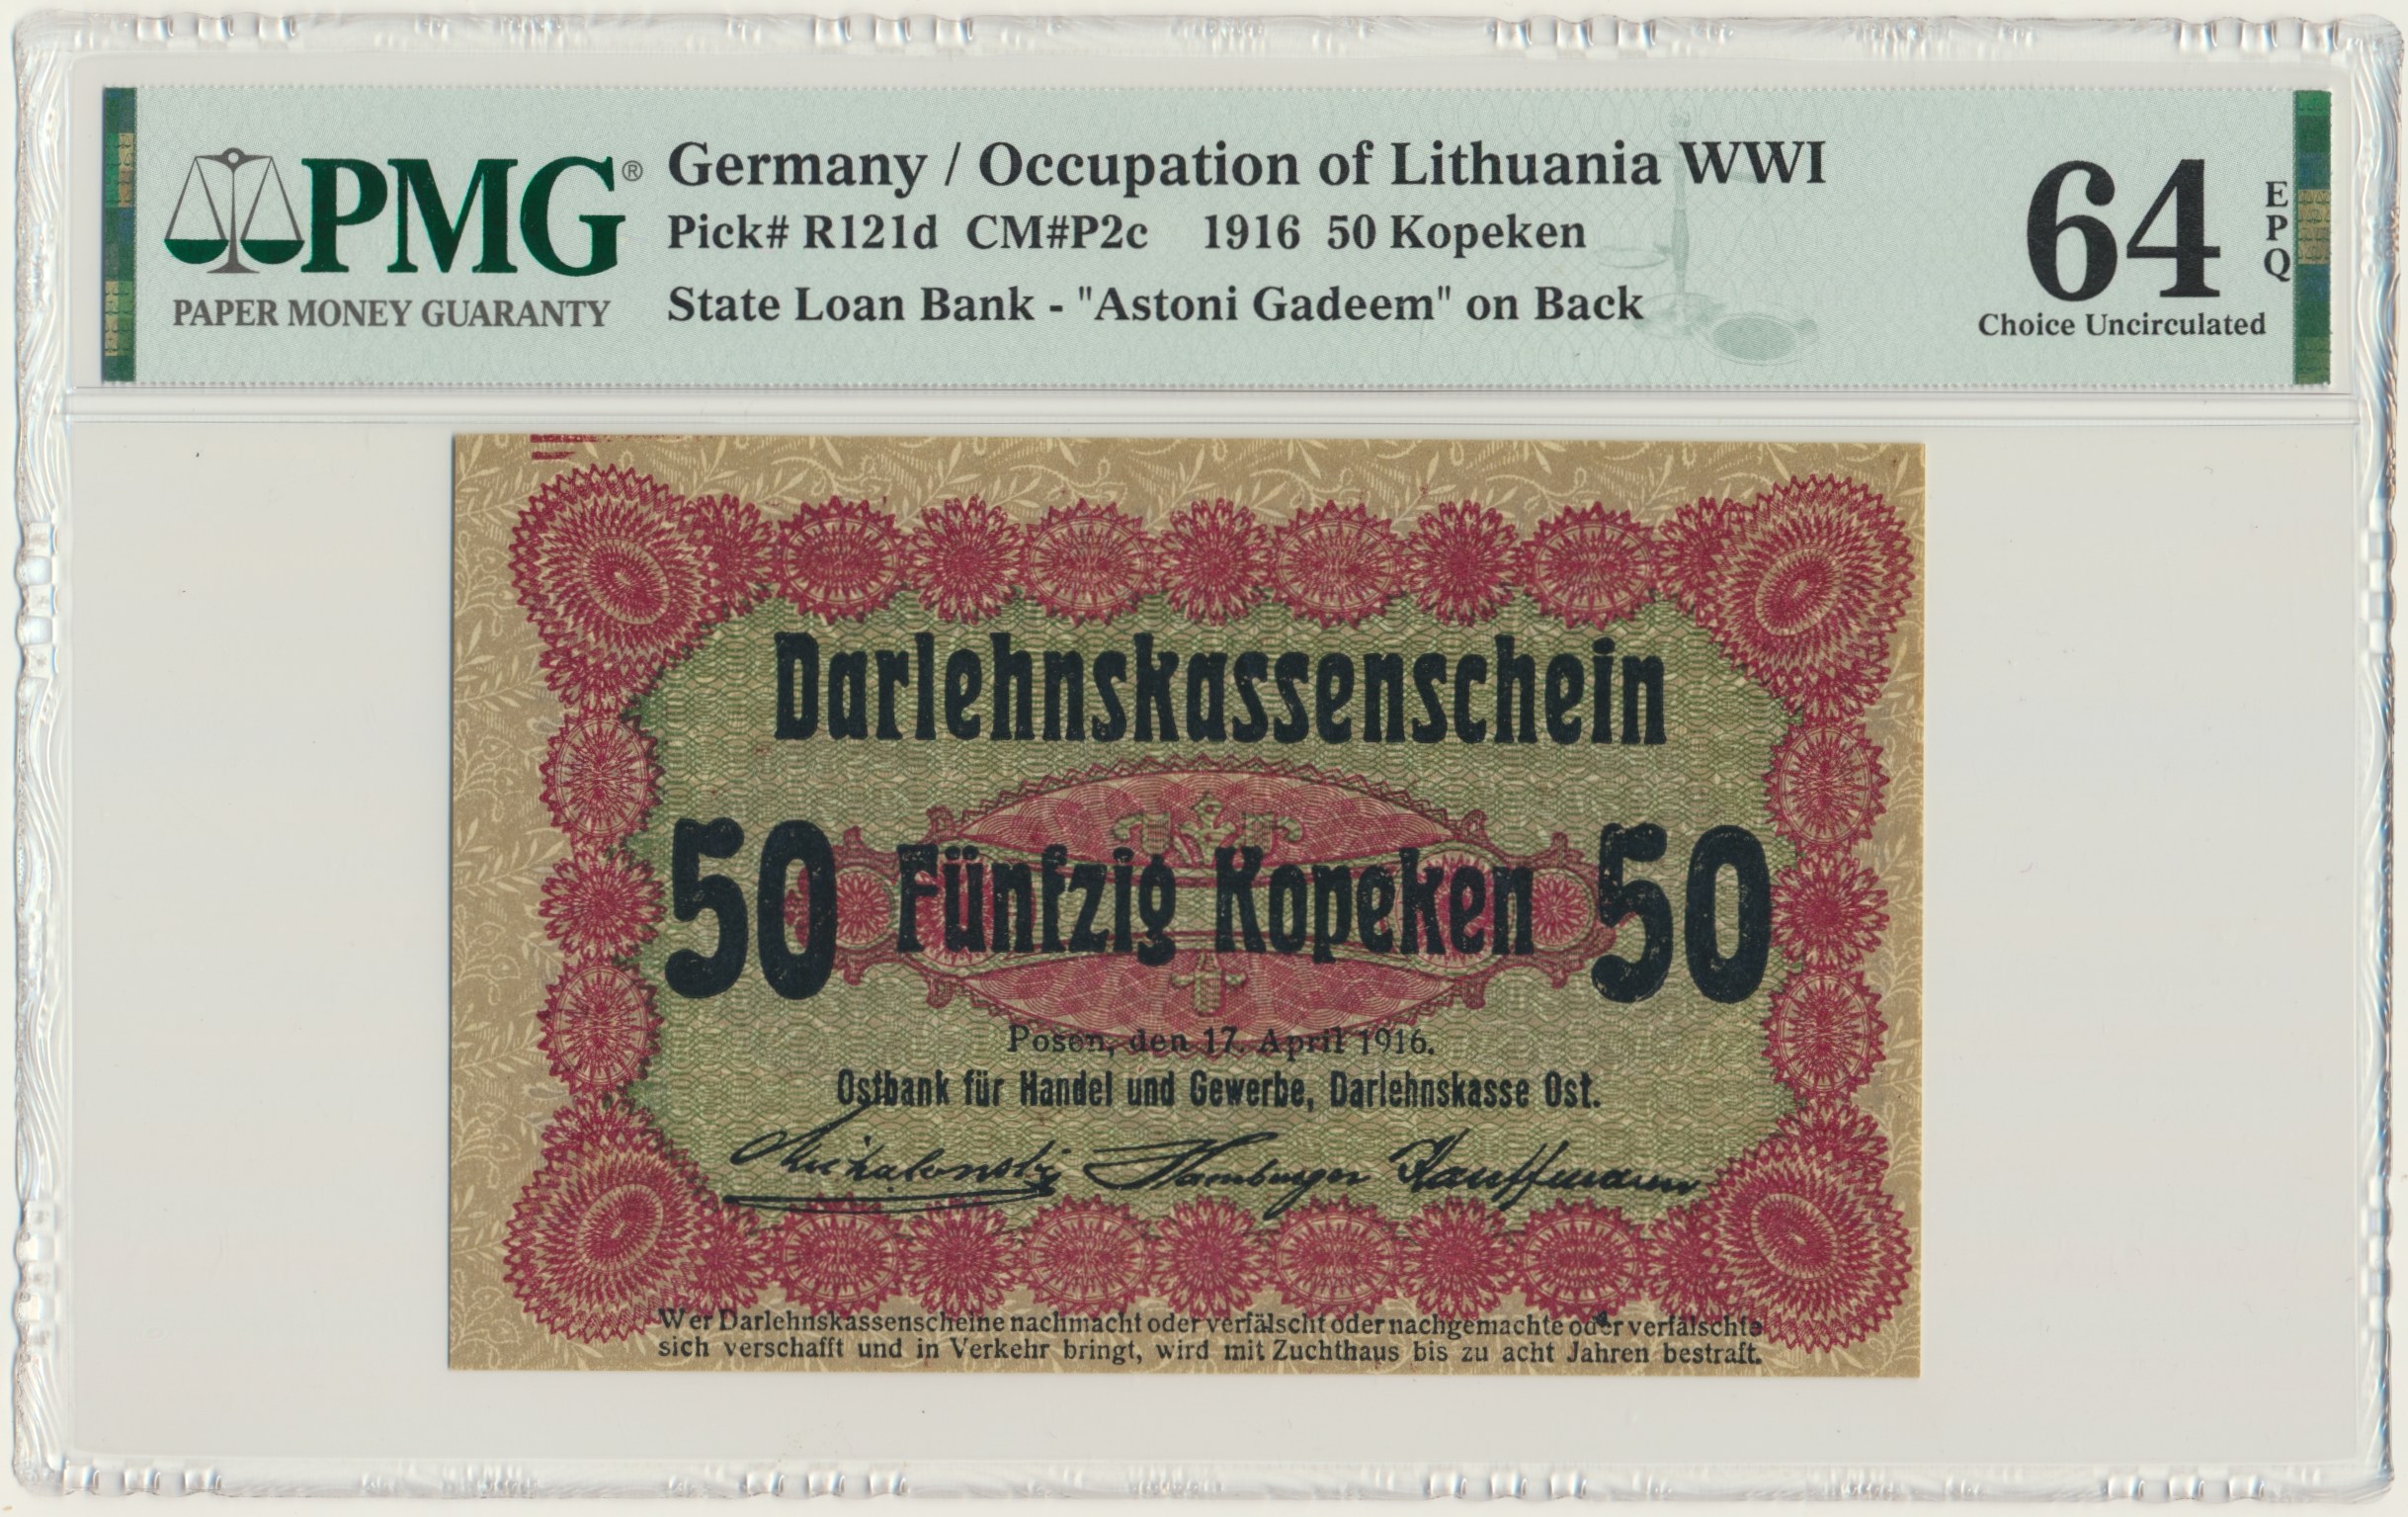 PMG®
PAPER MONEY GUARANTY
Germany / Occupation of Lithuania WWI
Pick# R121d CM#P2c 1916 50 Kopeken
State Loan Bank - "Astoni Gadeem" on Back
64
EPQ
Choice Uncirculated
Darlehnskassenschein
50 Fünfzig Kopeken 50
Posen, den 17. April 1916.
Ostbank für Handel und Gewerbe, Darlehnskasse Ost.
Michalowsky Hamburger Kauffmann
Wer Darlehnskassenscheine nachmacht oder verfälscht oder nachgemachte oder verfälschte
sich verschafft und in Verkehr bringt, wird mit Zuchthaus bis zu acht Jahren bestraft.